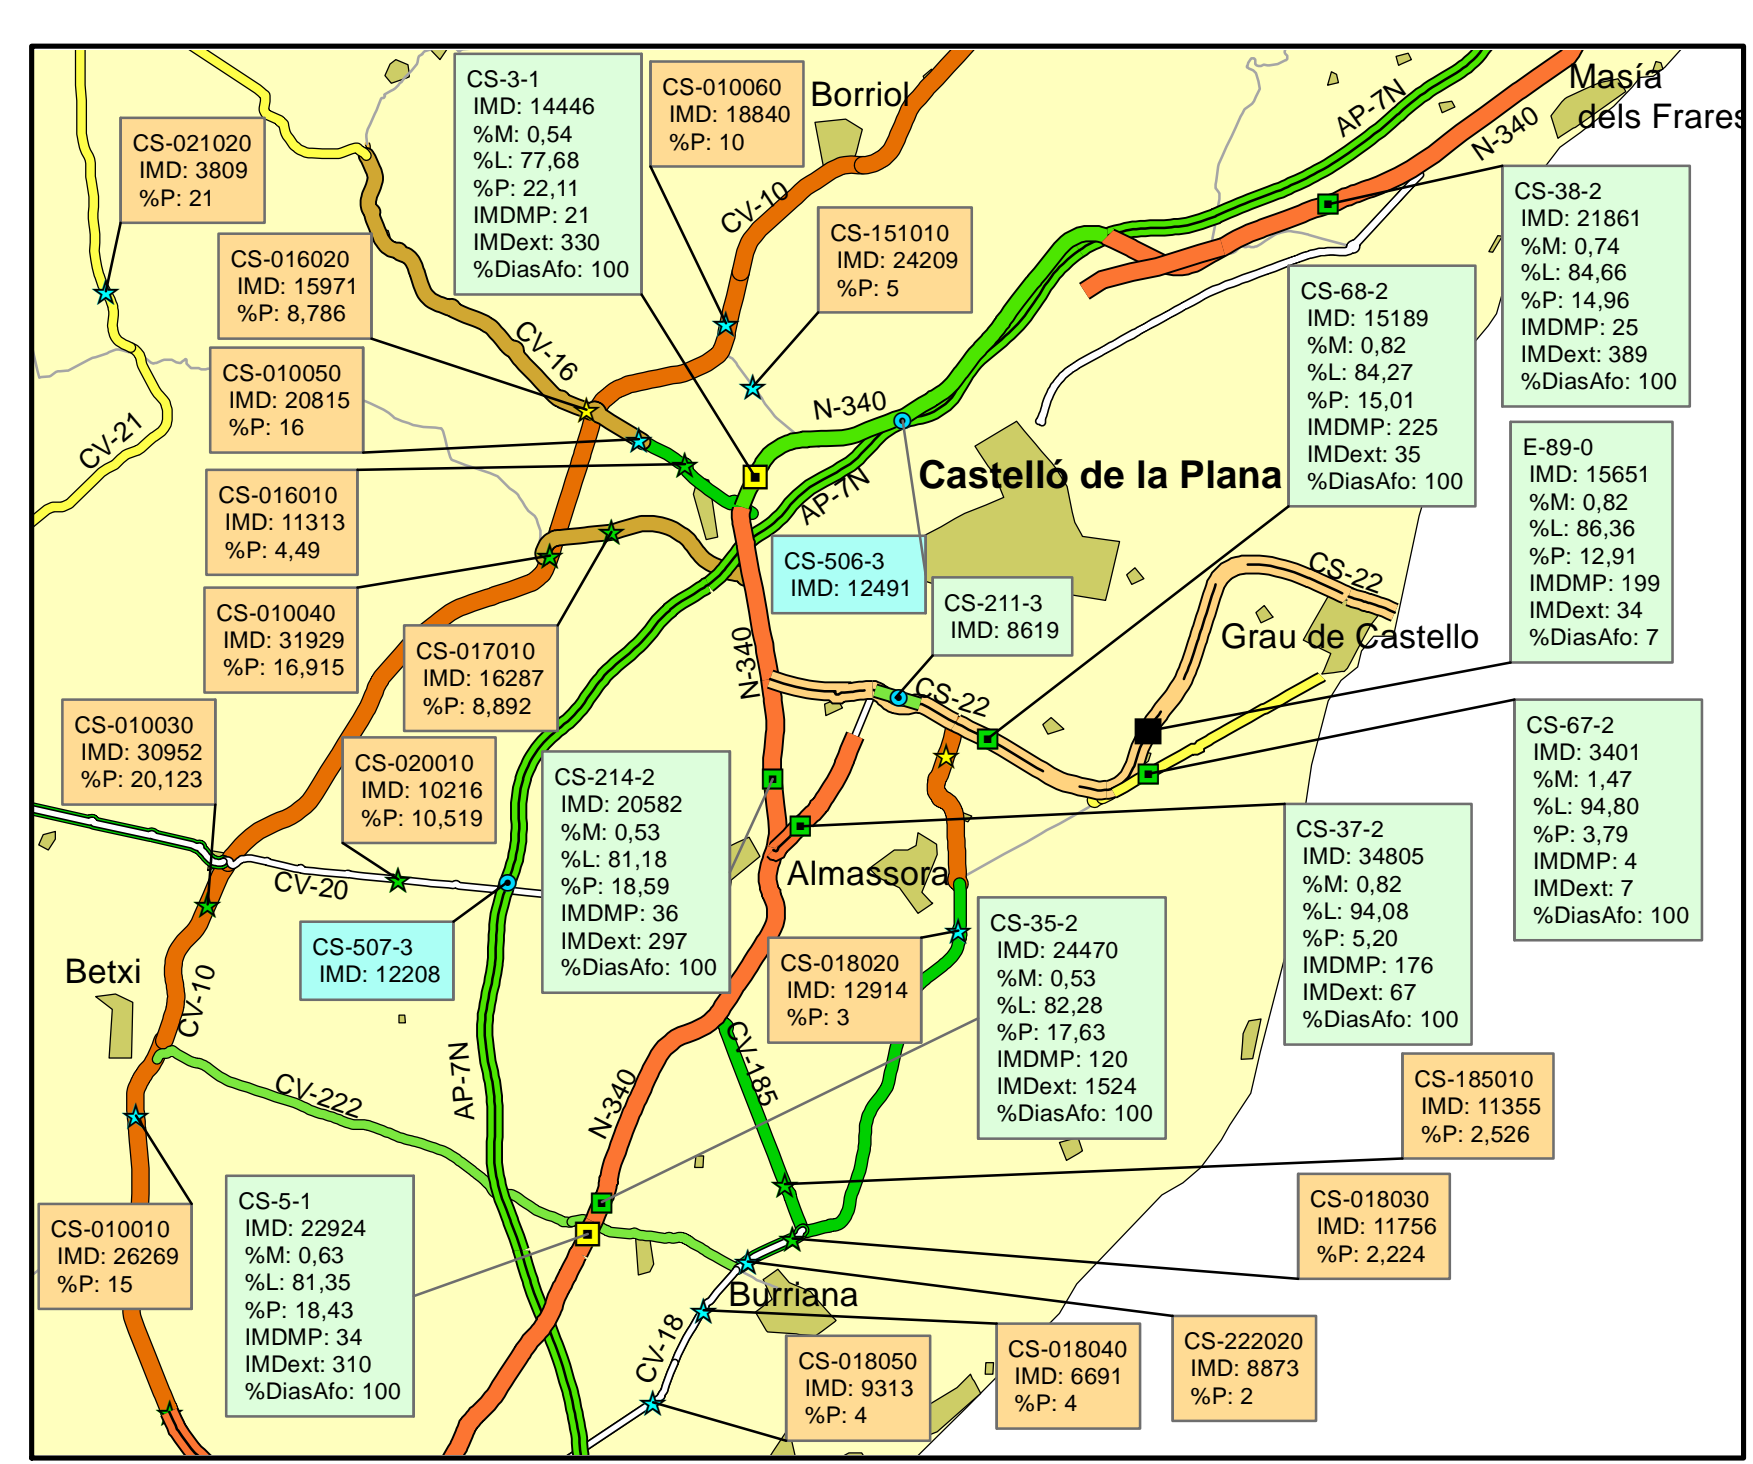 CS-3-1
IMD: 14446
%M: 0,54
%L: 77,68
%P: 22,11
IMDMP: 21
IMDext: 330
%DiasAfo: 100
CS-010060
IMD: 18840
%P: 10
Borriol
Masía
dels Frares
AP-7N
N-340
CS-021020
IMD: 3809
%P: 21
CV-10
CS-38-2
IMD: 21861
%M: 0,74
%L: 84,66
%P: 14,96
IMDMP: 25
IMDext: 389
%DiasAfo: 100
CS-016020
IMD: 15971
%P: 8,786
CS-151010
IMD: 24209
%P: 5
CS-68-2
IMD: 15189
%M: 0,82
%L: 84,27
%P: 15,01
IMDMP: 225
IMDext: 35
%DiasAfo: 100
CV-16
CS-010050
IMD: 20815
%P: 16
CV-21
N-340
E-89-0
IMD: 15651
%M: 0,82
%L: 86,36
%P: 12,91
IMDMP: 199
IMDext: 34
%DiasAfo: 7
Castelló de la Plana
AP-7N
CS-016010
IMD: 11313
%P: 4,49
CS-506-3
IMD: 12491
CS-22
CS-211-3
IMD: 8619
CS-010040
IMD: 31929
%P: 16,915
CS-017010
IMD: 16287
%P: 8,892
N-340
Grau de Castello
CS-22
CS-010030
IMD: 30952
%P: 20,123
CS-020010
IMD: 10216
%P: 10,519
CS-214-2
IMD: 20582
%M: 0,53
%L: 81,18
%P: 18,59
IMDMP: 36
IMDext: 297
%DiasAfo: 100
CS-67-2
IMD: 3401
%M: 1,47
%L: 94,80
%P: 3,79
IMDMP: 4
IMDext: 7
%DiasAfo: 100
CS-37-2
IMD: 34805
%M: 0,82
%L: 94,08
%P: 5,20
IMDMP: 176
IMDext: 67
%DiasAfo: 100
Almassora
CV-20
CS-507-3
IMD: 12208
CS-35-2
IMD: 24470
%M: 0,53
%L: 82,28
%P: 17,63
IMDMP: 120
IMDext: 1524
%DiasAfo: 100
CS-018020
IMD: 12914
%P: 3
Betxi
CV-10
CV-185
AP-7N
CV-222
N-340
CS-185010
IMD: 11355
%P: 2,526
CS-018030
IMD: 11756
%P: 2,224
CS-5-1
IMD: 22924
%M: 0,63
%L: 81,35
%P: 18,43
IMDMP: 34
IMDext: 310
%DiasAfo: 100
CS-010010
IMD: 26269
%P: 15
Burriana
CV-18
CS-018050
IMD: 9313
%P: 4
CS-018040
IMD: 6691
%P: 4
CS-222020
IMD: 8873
%P: 2